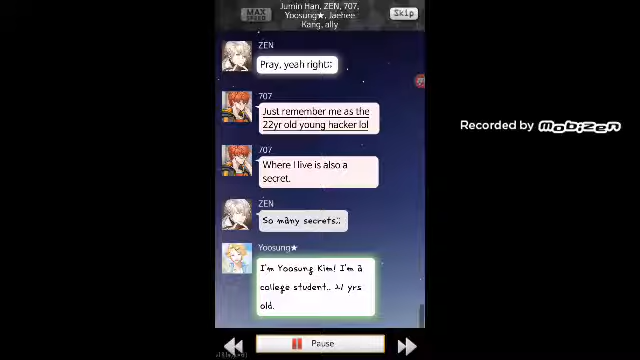 Jumin Han, ZEN, 707,
Yoosung★, Jaehee
Kang, ally
MAX
SPEED
Skip
ZEN
Pray, yeah right;;
707
Just remember me as the
22yr old young hacker lol
707
Where I live is also a
secret.
ZEN
So many secrets;;
Yoosung★
I'm Yoosung Kim! I'm a
college student.. 21 yrs
old.
Pause
Recorded by mobizen